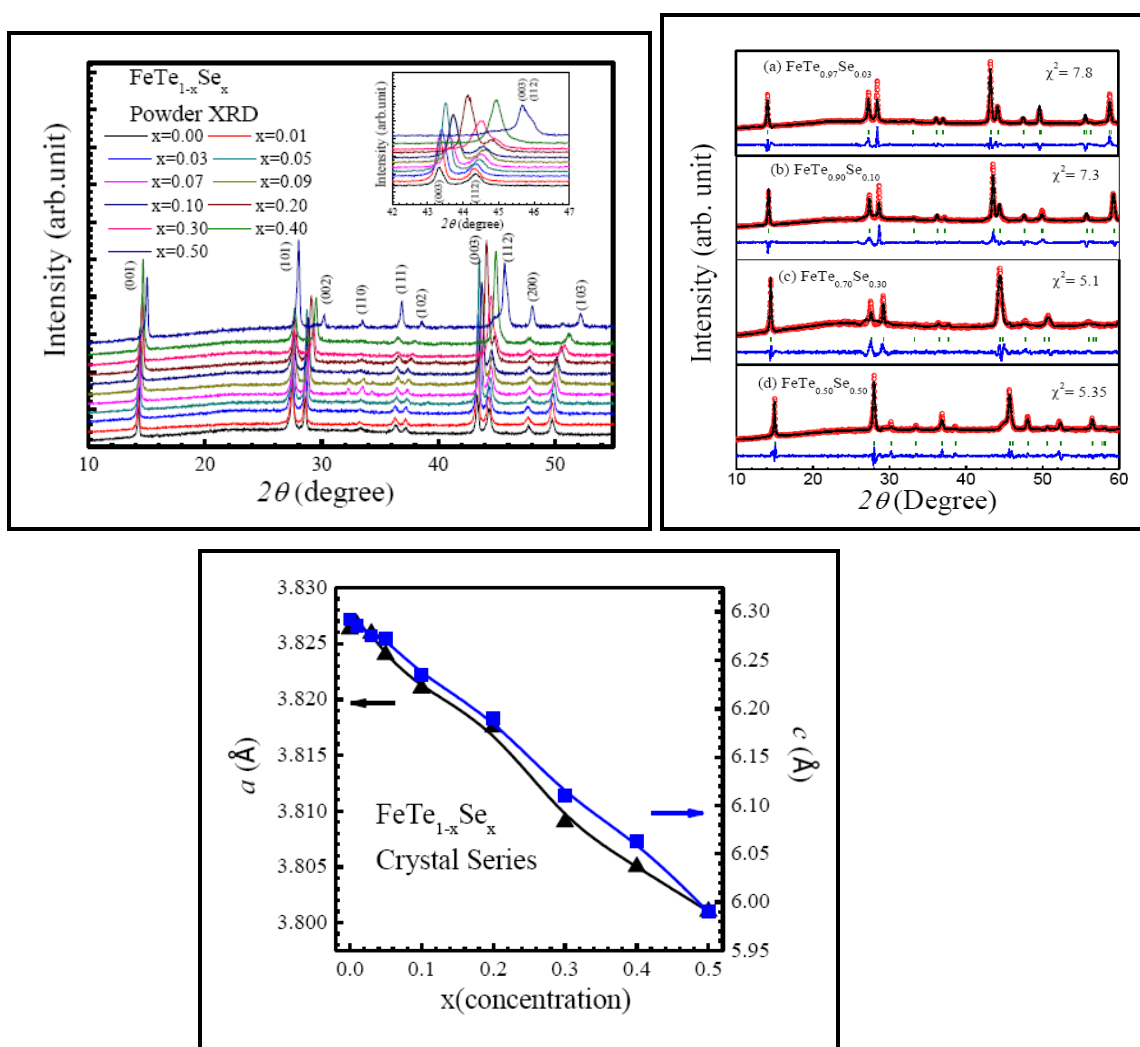 FeTe1-xSex
Powder XRD
x=0.00 x=0.01
x=0.03 x=0.05
x=0.07 x=0.09
x=0.10 x=0.20
x=0.30 x=0.40
x=0.50
Intensity (arb.unit)
(001)
(101)
(002)
(110)
(111)
(102)
(003)
(112)
(200)
(103)
10 20 30 40 50
2θ (degree)
Intensity (arb.unit)
(003)
(112)
(003)
(112)
42 43 44 45 46 47
2θ (degree)
(a) FeTe0.97Se0.03
χ2= 7.8
(b) FeTe0.90Se0.10
χ2= 7.3
(c) FeTe0.70Se0.30
χ2= 5.1
(d) FeTe0.50Se0.50
χ2= 5.35
Intensity (arb. unit)
10 20 30 40 50 60
2θ (Degree)
3.830
3.825
3.820
3.815
3.810
3.805
3.800
a (Å)
FeTe1-xSex
Crystal Series
6.30
6.25
6.20
6.15
6.10
6.05
6.00
5.95
c (Å)
0.0 0.1 0.2 0.3 0.4 0.5
x(concentration)